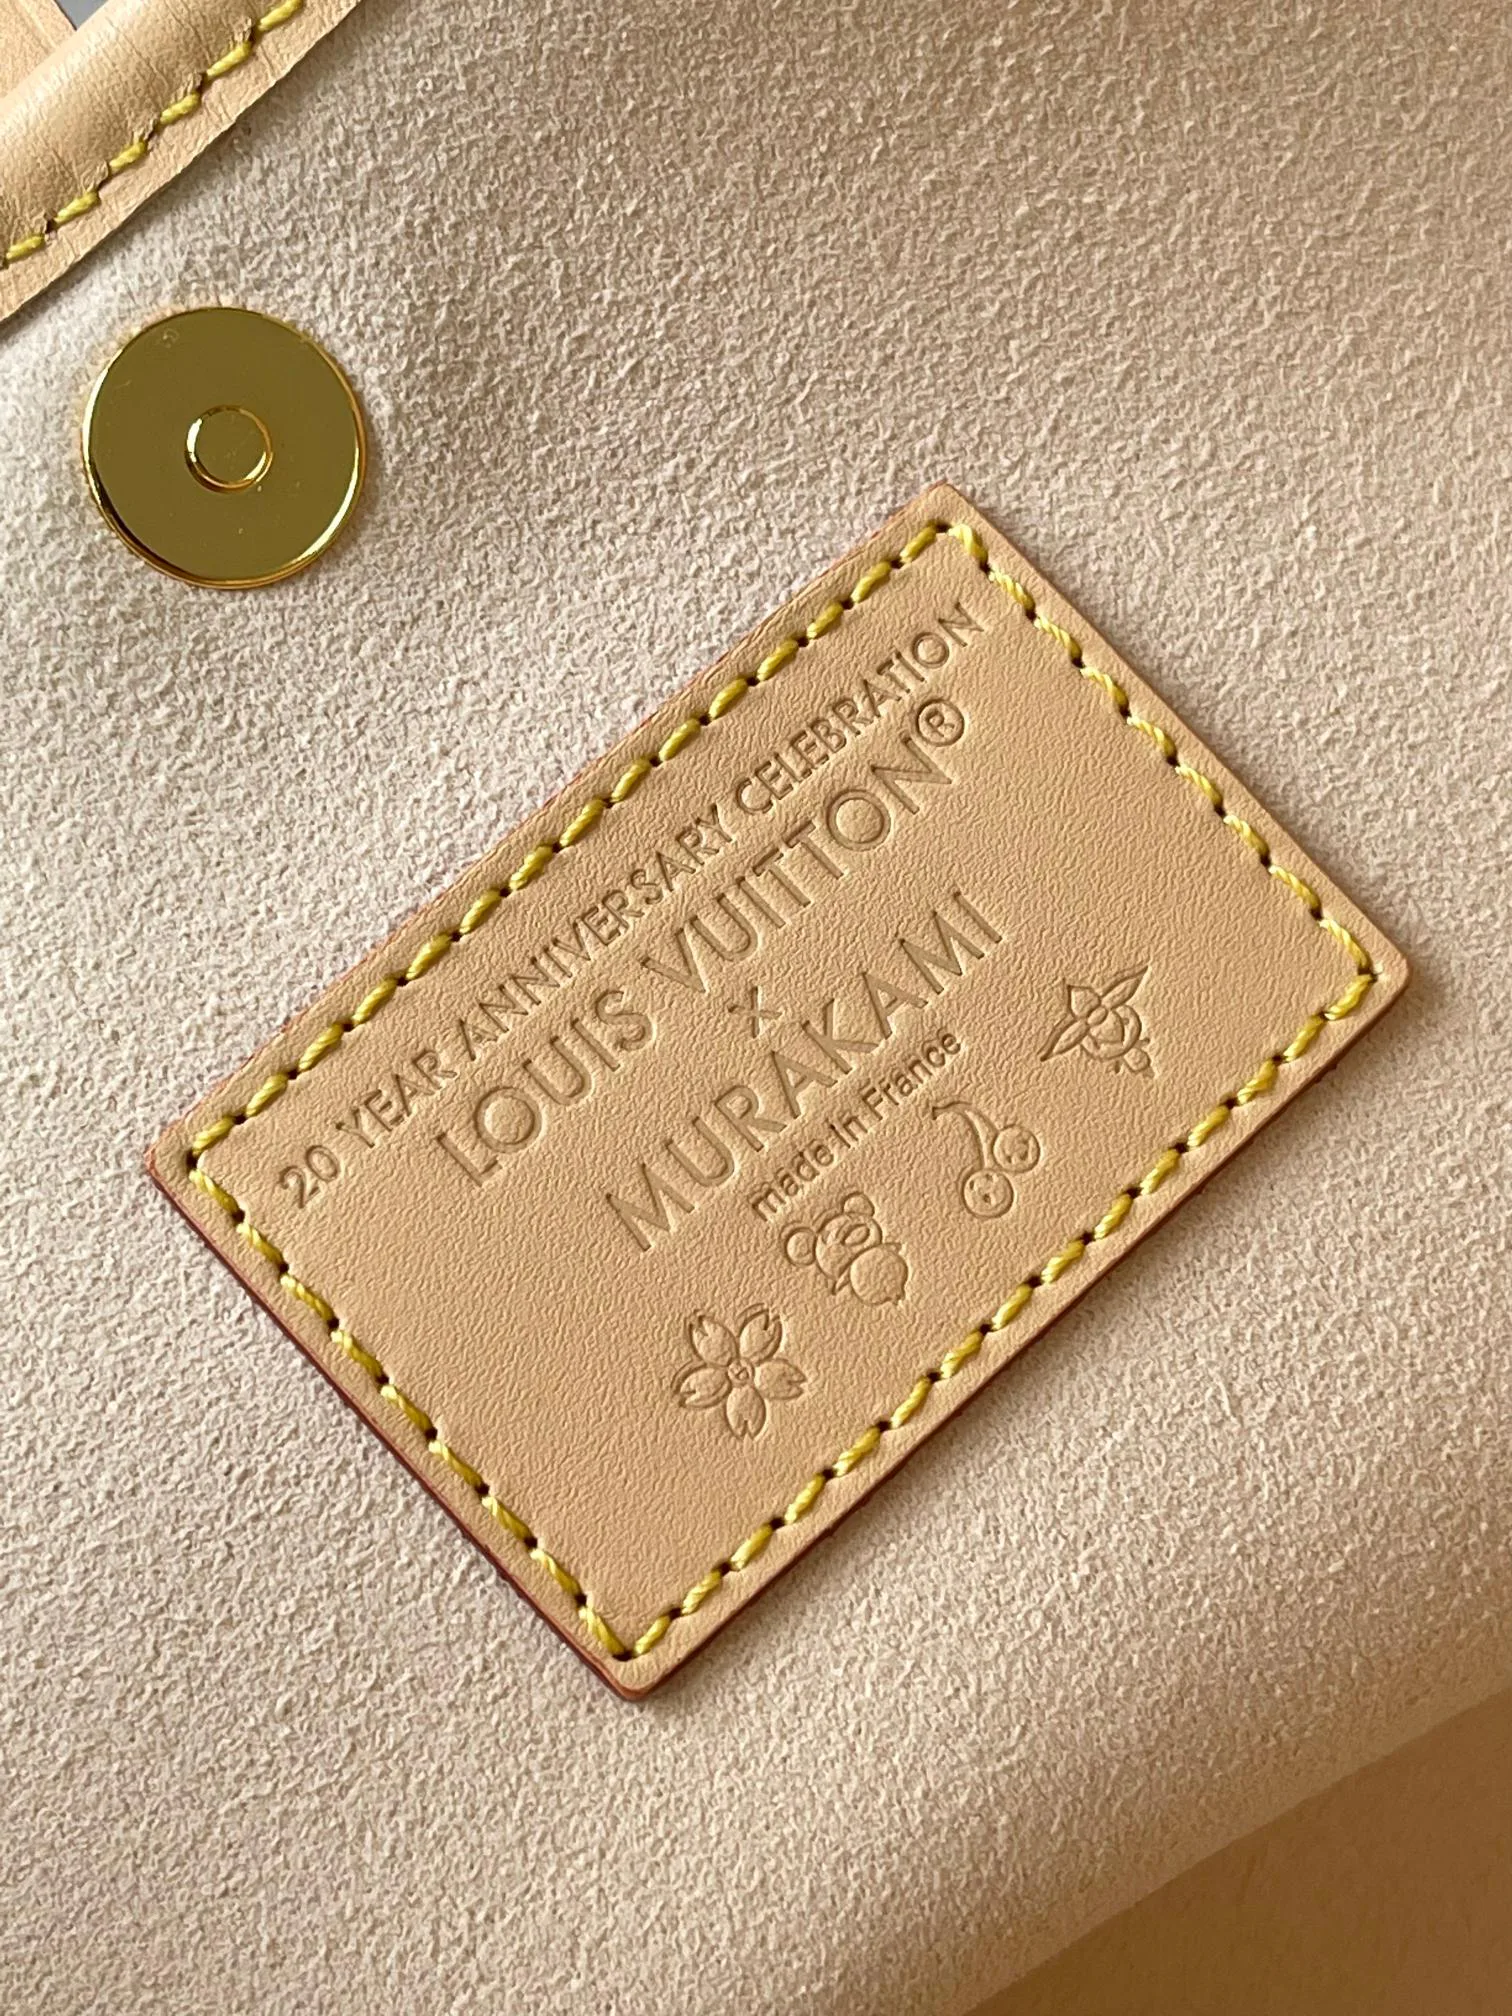 20 YEAR ANNIVERSARY CELEBRATION
LOUIS VUITTON®
x
MURAKAMI
made in France